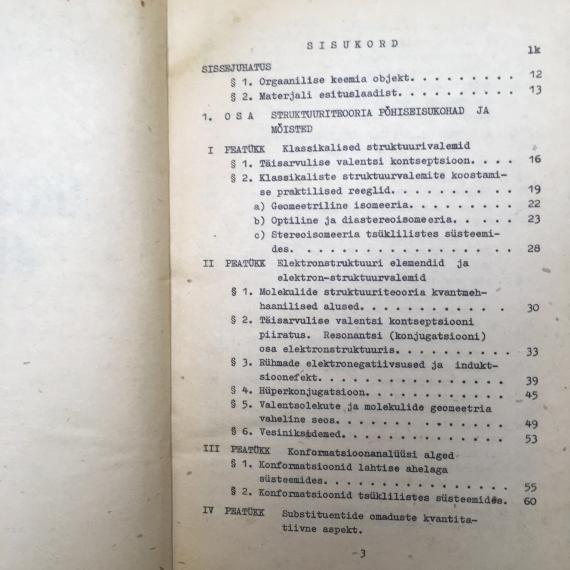 SISUKORD
lk
SISSEJUHATUS
§ 1. Orgaanilise keemia objekt. . . . . . . . . 12
§ 2. Materjali esituslaadist. . . . . . . . . . 13
1. OSA STRUKTUURITEOORIA PÕHISEISUKOHAD JA
MÕISTED
I PEATÜKK Klassikalised struktuurivalemid
§ 1. Täisarvulise valentsi kontseptsioon. . . . 16
§ 2. Klassikaliste struktuurvalemite koostami-
se praktilised reeglid. . . . . . . . . . 19
a) Geomeetriline isomeeria. . . . . . . . . 22
b) Optiline ja diastereoisomeeria. . . . . . 23
c) Stereoisomeeria tsüklilistes süsteemi-
des. . . . . . . . . . . . . . . . . . 28
II PEATÜKK Elektronstruktuuri elemendid ja
elektron-struktuurvalemid
§ 1. Molekulide struktuuriteooria kvantmeh-
haanilised alused. . . . . . . . . . . . 30
§ 2. Täisarvulise valentsi kontseptsiooni
piiratus. Resonantsi (konjugatsiooni)
osa elektronstruktuuris. . . . . . . . . . 33
§ 3. Rühmade elektronegatiivsused ja indukt-
sioonefekt. . . . . . . . . . . . . . . 39
§ 4. Hüperkonjugatsioon. . . . . . . . . . . . 45
§ 5. Valentsolekute ja molekulide geomeetria
vaheline seos. . . . . . . . . . . . . . 49
§ 6. Vesiniksidemed. . . . . . . . . . . . . . 53
III PEATÜKK Konformatsioonanalüüsi alged
§ 1. Konformatsioonid lahtise ahelaga
süsteemides. . . . . . . . . . . . . . . 55
§ 2. Konformatsioonid tsüklilistes süsteemides. 60
IV PEATÜKK Substituentide omaduste kvantita-
tiivne aspekt.
- 3